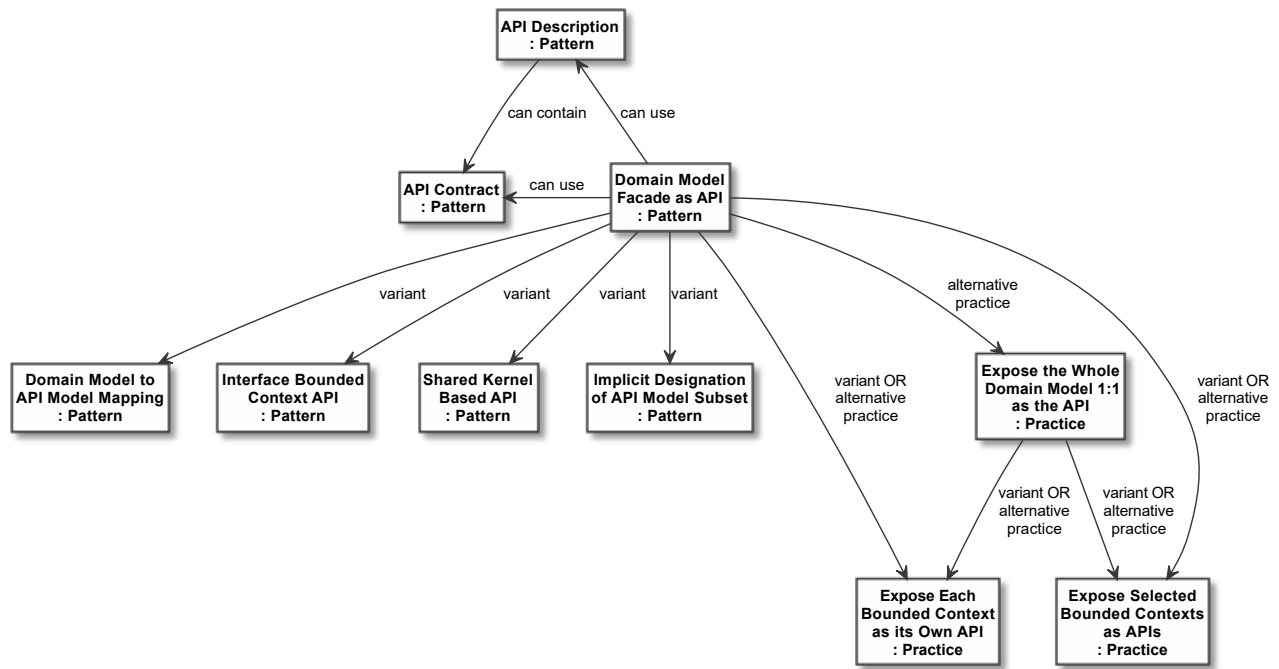 API Description
: Pattern
can contain
can use
API Contract
: Pattern
can use
Domain Model
Facade as API
: Pattern
variant
variant
variant
variant
alternative
practice
Domain Model to
API Model Mapping
: Pattern
Interface Bounded
Context API
: Pattern
Shared Kernel
Based API
: Pattern
Implicit Designation
of API Model Subset
: Pattern
variant OR
alternative
practice
Expose the Whole
Domain Model 1:1
as the API
: Practice
variant OR
alternative
practice
variant OR
alternative
practice
variant OR
alternative
practice
Expose Each
Bounded Context
as its Own API
: Practice
Expose Selected
Bounded Contexts
as APIs
: Practice